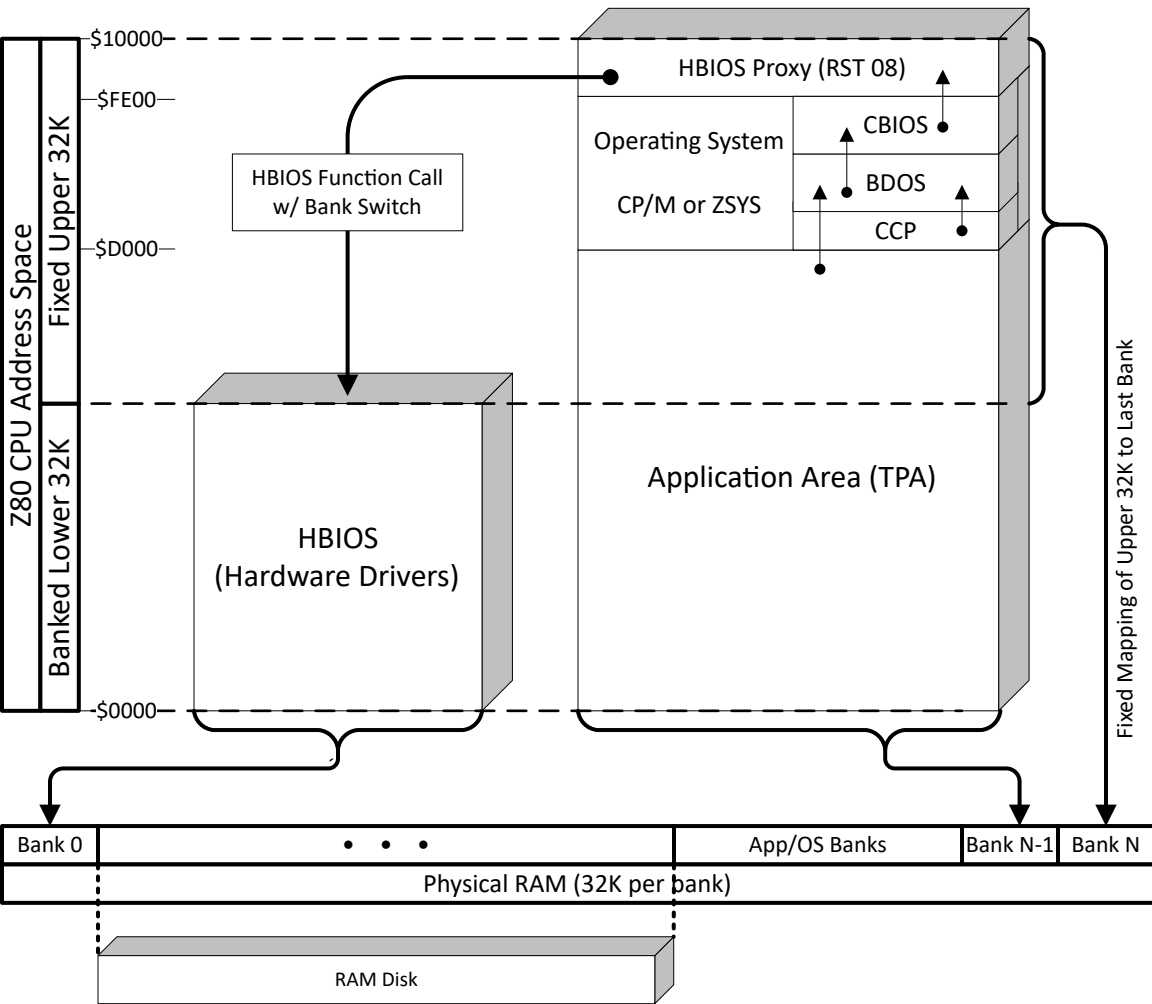 $10000
HBIOS Proxy (RST 08)
$FE00
CBIOS
Operating System
HBIOS Function Call
w/ Bank Switch
BDOS
CP/M or ZSYS
CCP
$D000
Z80 CPU Address Space
Fixed Upper 32K
Banked Lower 32K
Fixed Mapping of Upper 32K to Last Bank
Application Area (TPA)
HBIOS
(Hardware Drivers)
$0000
Bank 0
• • •
App/OS Banks
Bank N-1
Bank N
Physical RAM (32K per bank)
RAM Disk